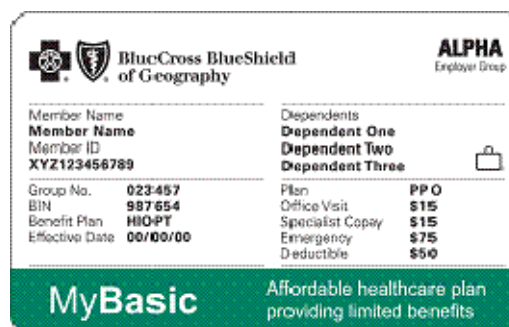 BlueCross BlueShield
of Geography
ALPHA
Employer Group
Member Name
Member Name
Member ID
XYZ123456789
Dependents
Dependent One
Dependent Two
Dependent Three
Group No. 023457
BIN 987654
Benefit Plan HIOPT
Effective Date 00/00/00
Plan PPO
Office Visit $15
Specialist Copay $15
Emergency $75
Deductible $50
MyBasic
Affordable healthcare plan
providing limited benefits